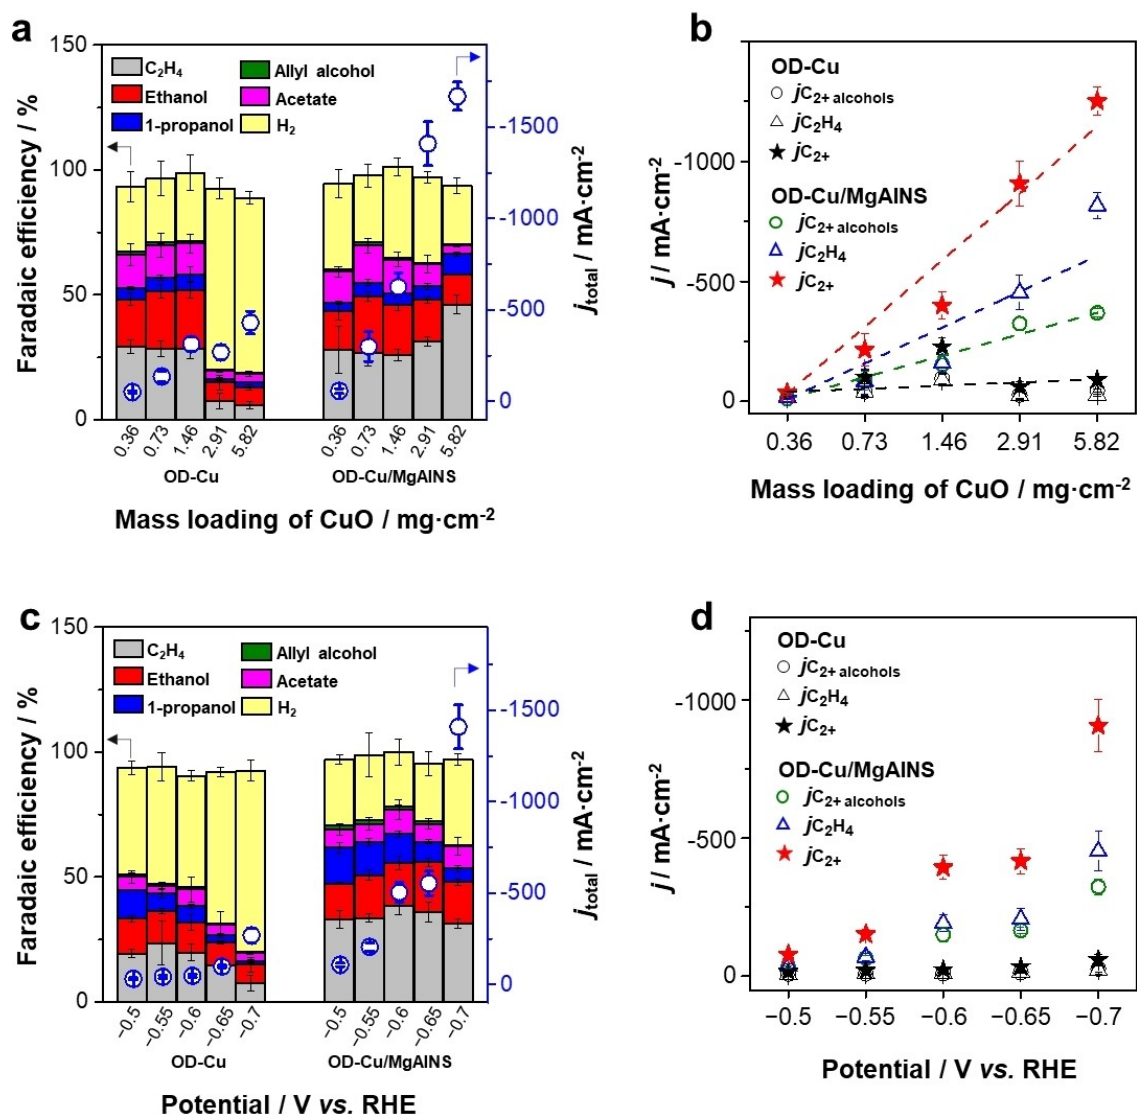 a
150
100
50
0
Faradaic efficiency / %
C₂H₄
Ethanol
1-propanol
Allyl alcohol
Acetate
H₂
-1500
-1000
-500
0
jtotal / mA·cm⁻²
0.36 0.73 1.46 2.91 5.82
OD-Cu
0.36 0.73 1.46 2.91 5.82
OD-Cu/MgAlNS
Mass loading of CuO / mg·cm⁻²
b
-1000
-500
0
j / mA·cm⁻²
OD-Cu
jC₂₊ alcohols
jC₂H₄
jC₂₊
OD-Cu/MgAlNS
jC₂₊ alcohols
jC₂H₄
jC₂₊
0.36 0.73 1.46 2.91 5.82
Mass loading of CuO / mg·cm⁻²
c
150
100
50
0
Faradaic efficiency / %
C₂H₄
Ethanol
1-propanol
Allyl alcohol
Acetate
H₂
-1500
-1000
-500
0
jtotal / mA·cm⁻²
−0.5 −0.55 −0.6 −0.65 −0.7
OD-Cu
−0.5 −0.55 −0.6 −0.65 −0.7
OD-Cu/MgAlNS
Potential / V vs. RHE
d
-1000
-500
0
j / mA·cm⁻²
OD-Cu
jC₂₊ alcohols
jC₂H₄
jC₂₊
OD-Cu/MgAlNS
jC₂₊ alcohols
jC₂H₄
jC₂₊
−0.5 −0.55 −0.6 −0.65 −0.7
Potential / V vs. RHE